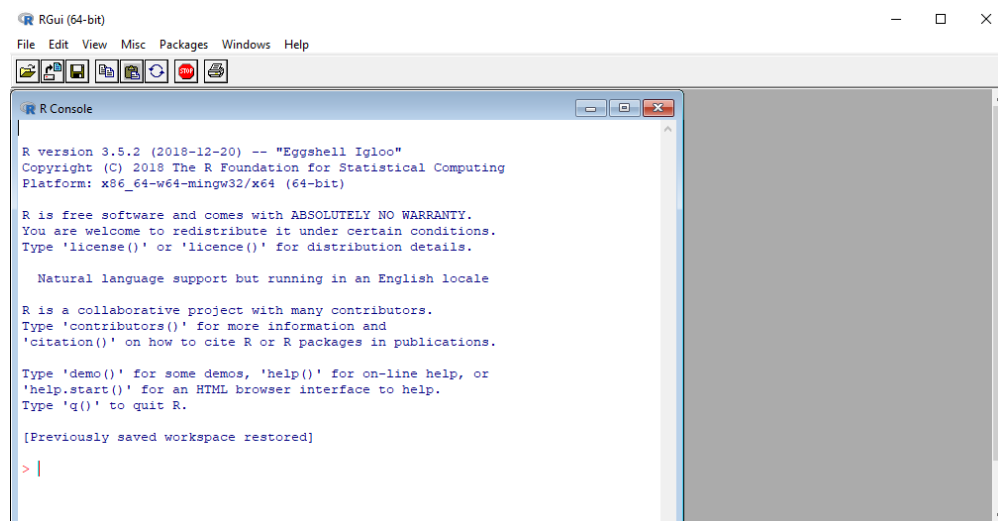 RGui (64-bit)
File Edit View Misc Packages Windows Help
STOP
R Console
R version 3.5.2 (2018-12-20) -- "Eggshell Igloo"
Copyright (C) 2018 The R Foundation for Statistical Computing
Platform: x86_64-w64-mingw32/x64 (64-bit)
R is free software and comes with ABSOLUTELY NO WARRANTY.
You are welcome to redistribute it under certain conditions.
Type 'license()' or 'licence()' for distribution details.
Natural language support but running in an English locale
R is a collaborative project with many contributors.
Type 'contributors()' for more information and
'citation()' on how to cite R or R packages in publications.
Type 'demo()' for some demos, 'help()' for on-line help, or
'help.start()' for an HTML browser interface to help.
Type 'q()' to quit R.
[Previously saved workspace restored]
>